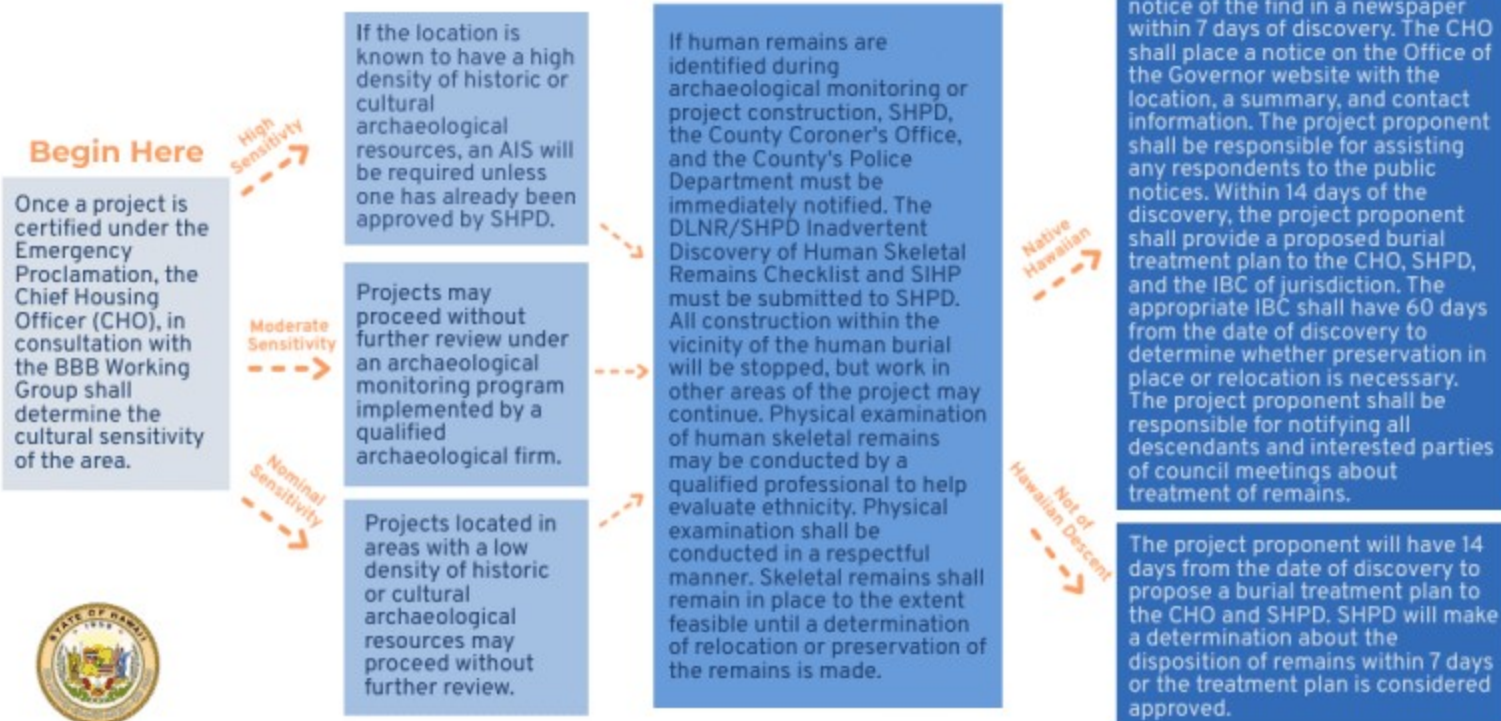 Begin Here
Once a project is
certified under the
Emergency
Proclamation, the
Chief Housing
Officer (CHO), in
consultation with
the BBB Working
Group shall
determine the
cultural sensitivity
of the area.
High
Sensitivty
Moderate
Sensitivity
Nominal
Sensitivity
If the location is
known to have a high
density of historic or
cultural
archaeological
resources, an AIS will
be required unless
one has already been
approved by SHPD.
Projects may
proceed without
further review under
an archaeological
monitoring program
implemented by a
qualified
archaeological firm.
Projects located in
areas with a low
density of historic
or cultural
archaeological
resources may
proceed without
further review.
If human remains are
identified during
archaeological monitoring or
project construction, SHPD,
the County Coroner's Office,
and the County's Police
Department must be
immediately notified. The
DLNR/SHPD Inadvertent
Discovery of Human Skeletal
Remains Checklist and SIHP
must be submitted to SHPD.
All construction within the
vicinity of the human burial
will be stopped, but work in
other areas of the project may
continue. Physical examination
of human skeletal remains
may be conducted by a
qualified professional to help
evaluate ethnicity. Physical
examination shall be
conducted in a respectful
manner. Skeletal remains shall
remain in place to the extent
feasible until a determination
of relocation or preservation of
the remains is made.
Native
Hawaiian
Not of
Hawaiian Descent
notice of the find in a newspaper
within 7 days of discovery. The CHO
shall place a notice on the Office of
the Governor website with the
location, a summary, and contact
information. The project proponent
shall be responsible for assisting
any respondents to the public
notices. Within 14 days of the
discovery, the project proponent
shall provide a proposed burial
treatment plan to the CHO, SHPD,
and the IBC of jurisdiction. The
appropriate IBC shall have 60 days
from the date of discovery to
determine whether preservation in
place or relocation is necessary.
The project proponent shall be
responsible for notifying all
descendants and interested parties
of council meetings about
treatment of remains.
The project proponent will have 14
days from the date of discovery to
propose a burial treatment plan to
the CHO and SHPD. SHPD will make
a determination about the
disposition of remains within 7 days
or the treatment plan is considered
approved.
STATE OF HAWAII
1959